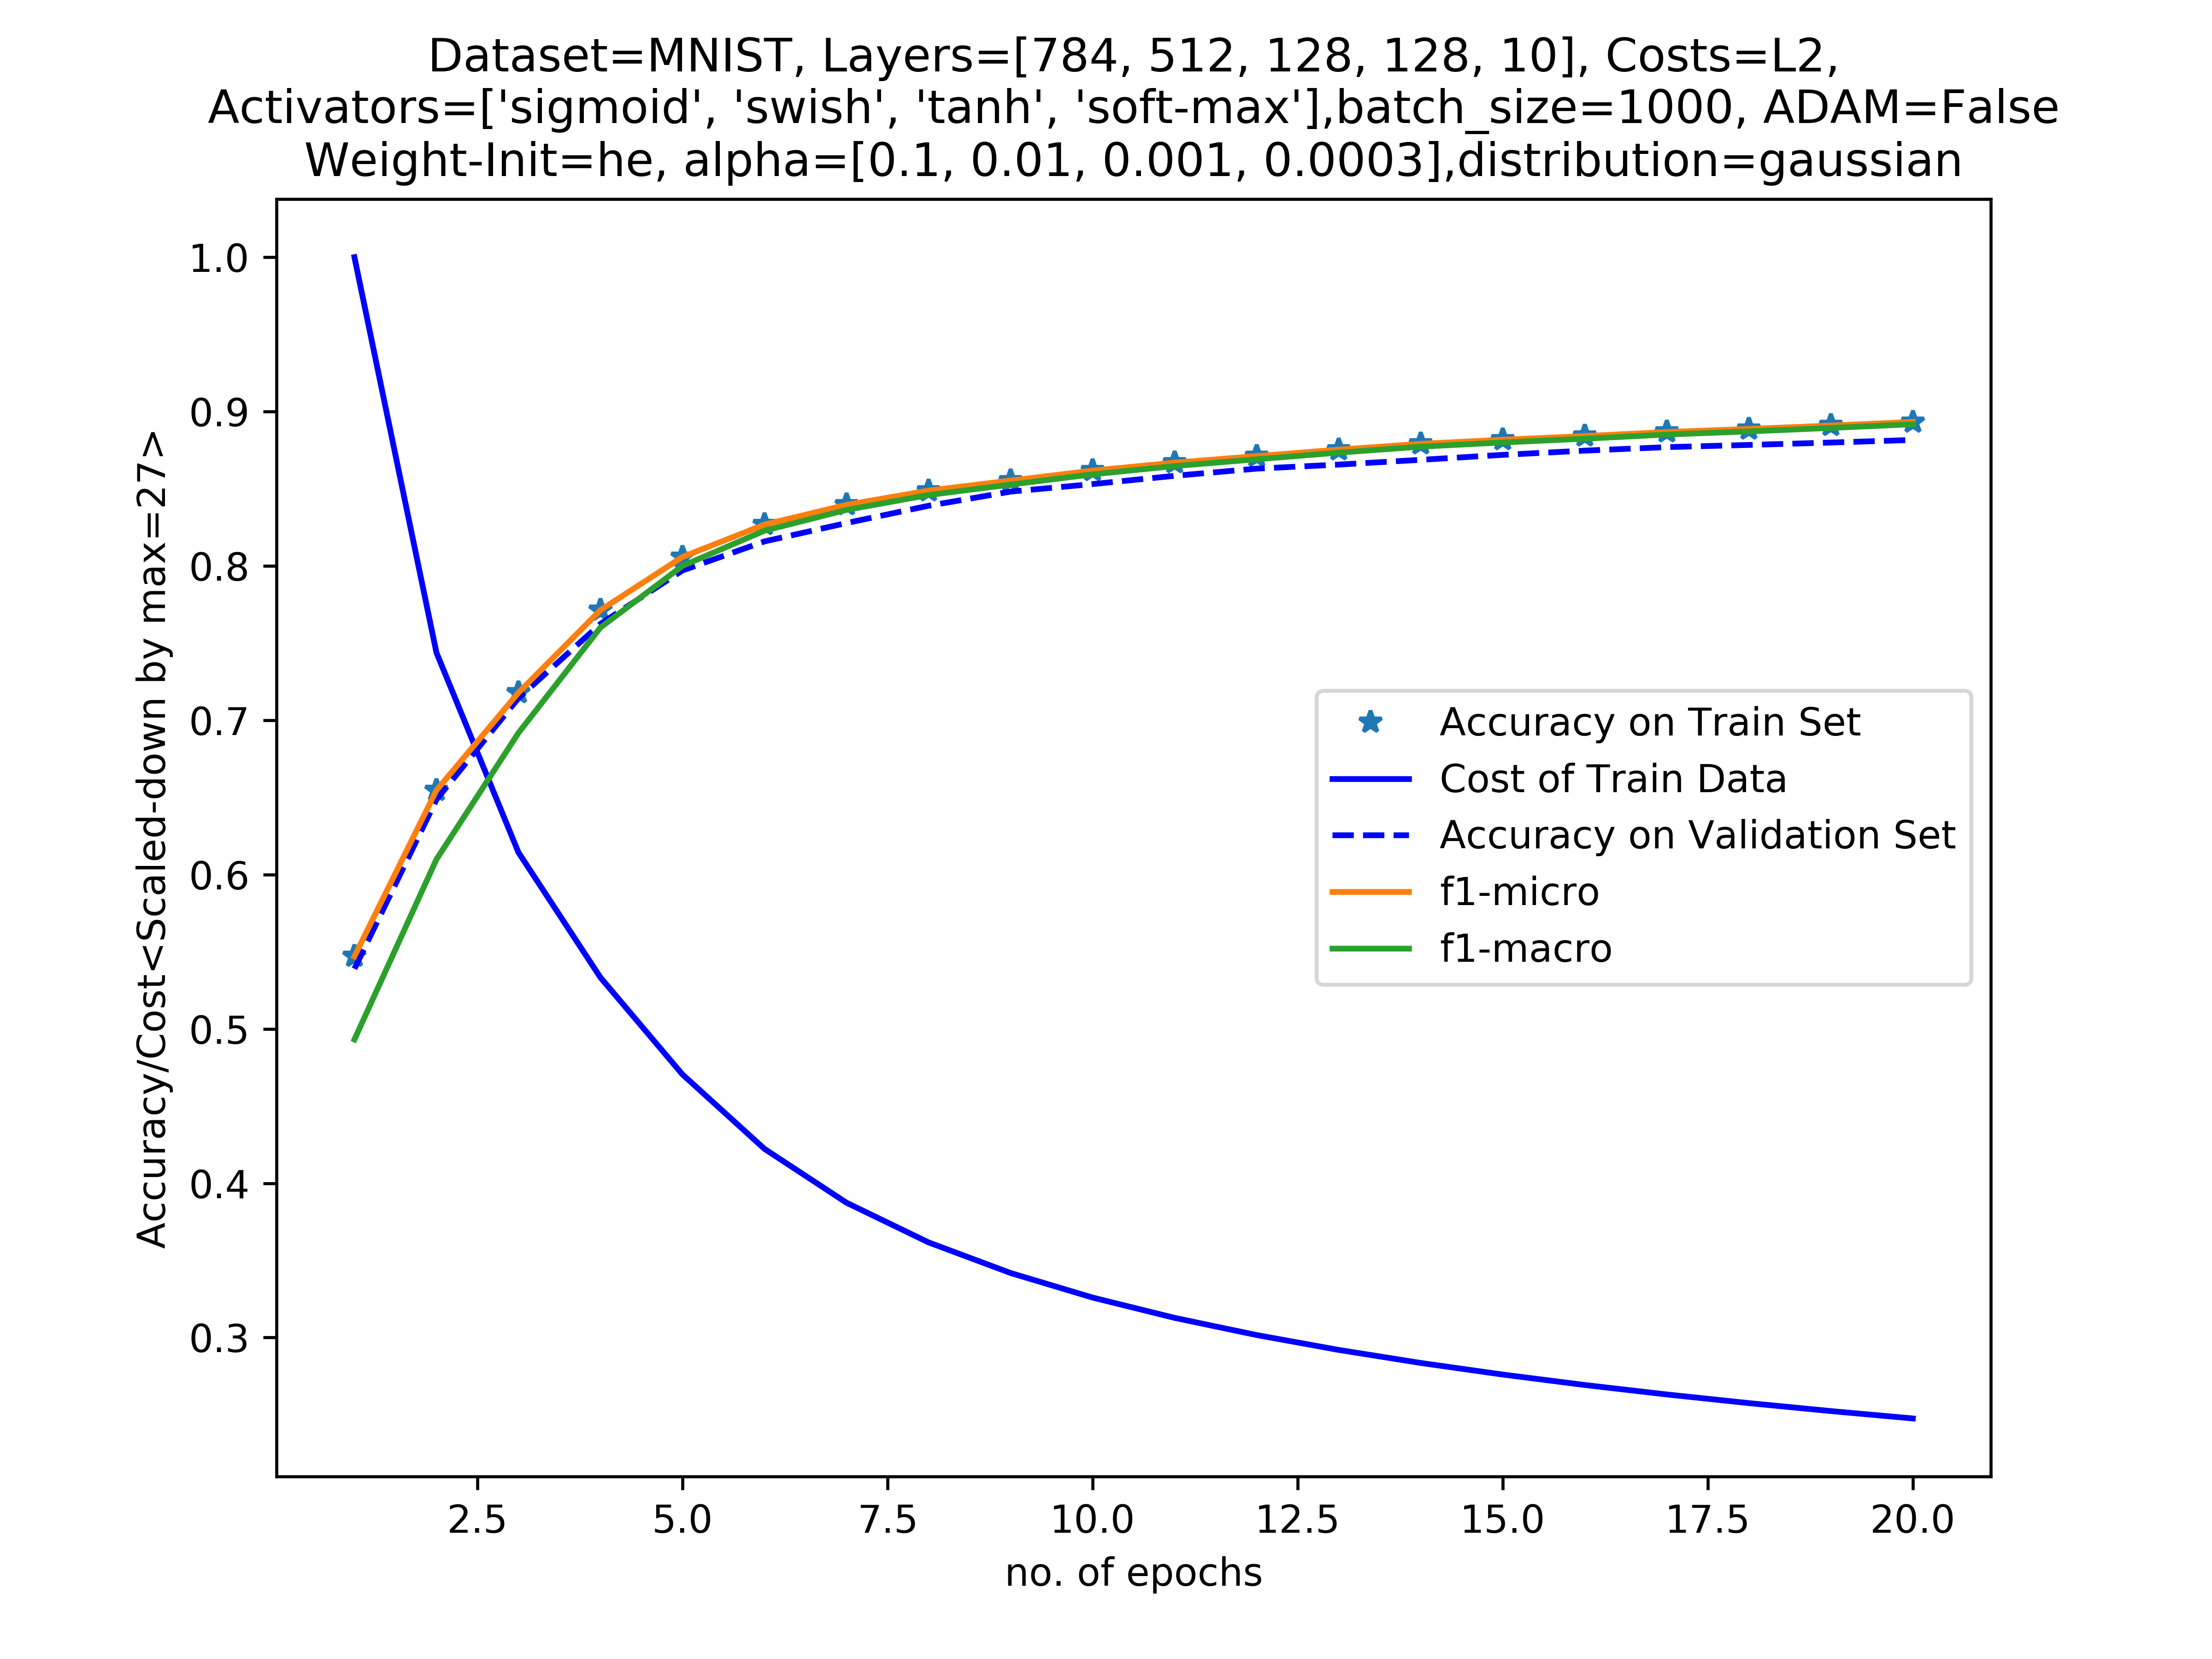 Dataset=MNIST, Layers=[784, 512, 128, 128, 10], Costs=L2,
Activators=['sigmoid', 'swish', 'tanh', 'soft-max'],batch_size=1000, ADAM=False
Weight-Init=he, alpha=[0.1, 0.01, 0.001, 0.0003],distribution=gaussian
Accuracy/Cost<Scaled-down by max=27>
1.0
0.9
0.8
0.7
0.6
0.5
0.4
0.3
Accuracy on Train Set
Cost of Train Data
Accuracy on Validation Set
f1-micro
f1-macro
2.5 5.0 7.5 10.0 12.5 15.0 17.5 20.0
no. of epochs